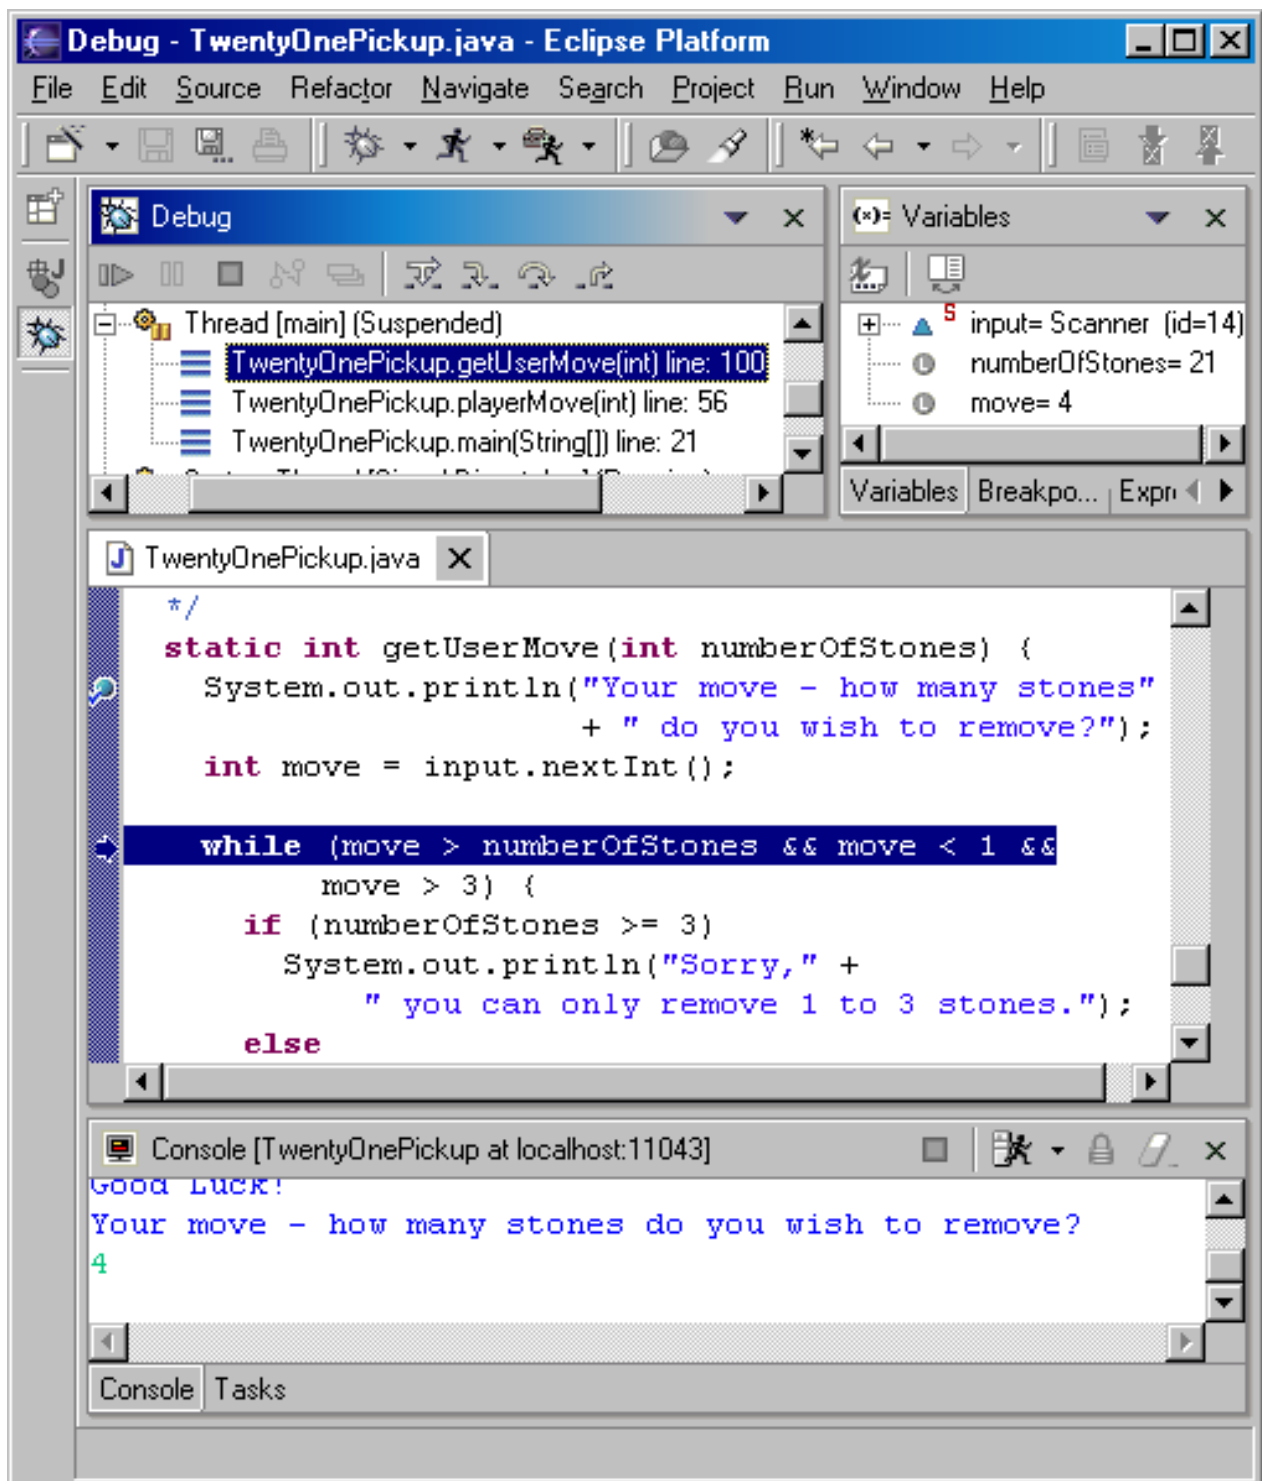 Debug - TwentyOnePickup.java - Eclipse Platform
File Edit Source Refactor Navigate Search Project Run Window Help
Debug
Variables
Thread [main] (Suspended)
TwentyOnePickup.getUserMove(int) line: 100
TwentyOnePickup.playerMove(int) line: 56
TwentyOnePickup.main(String[]) line: 21
input= Scanner (id=14)
numberOfStones= 21
move= 4
Variables Breakpo... Expr
TwentyOnePickup.java
*/
static int getUserMove(int numberOfStones) {
System.out.println("Your move - how many stones"
+ " do you wish to remove?");
int move = input.nextInt();
while (move > numberOfStones && move < 1 &&
move > 3) {
if (numberOfStones >= 3)
System.out.println("Sorry," +
" you can only remove 1 to 3 stones.");
else
Console [TwentyOnePickup at localhost:11043]
Good Luck!
Your move - how many stones do you wish to remove?
4
Console Tasks